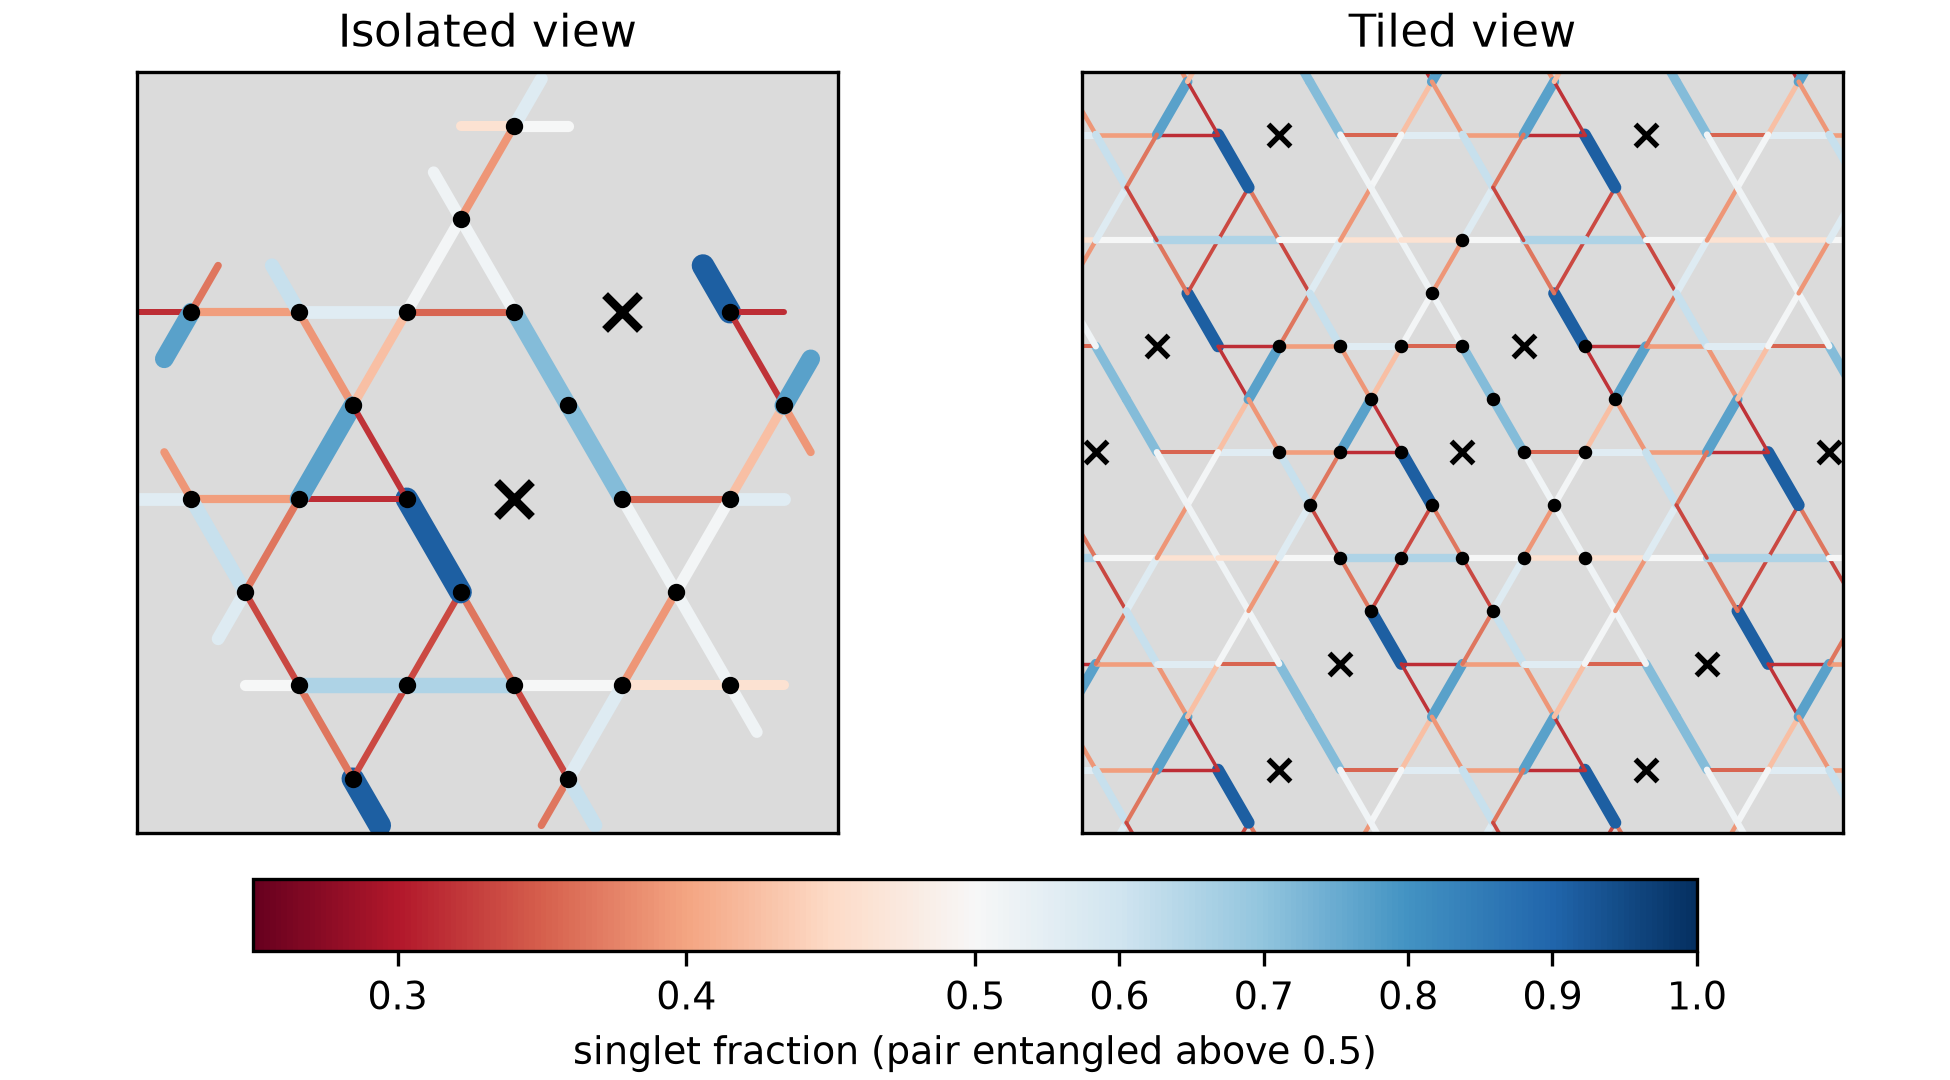 Isolated view
Tiled view
0.3 0.4 0.5 0.6 0.7 0.8 0.9 1.0
singlet fraction (pair entangled above 0.5)